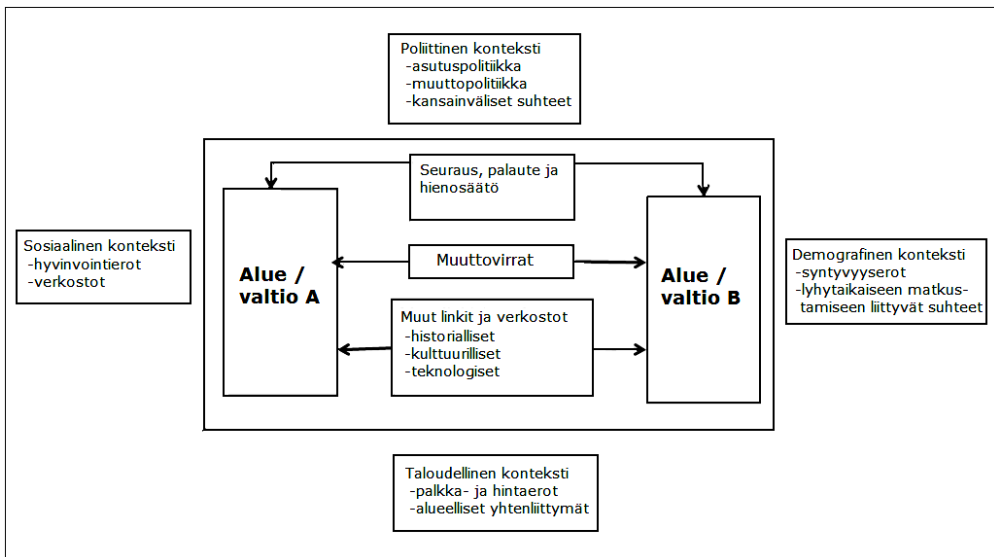 Poliittinen konteksti
-asutuspolitiikka
-muuttopolitiikka
-kansainväliset suhteet
Seuraus, palaute ja
hienosäätö
Sosiaalinen konteksti
-hyvinvointierot
-verkostot
Alue /
valtio A
Muuttovirrat
Alue /
valtio B
Demografinen konteksti
-syntyvyyserot
-lyhytaikaiseen matkus-
tamiseen liittyvät suhteet
Muut linkit ja verkostot
-historialliset
-kulttuurilliset
-teknologiset
Taloudellinen konteksti
-palkka- ja hintaerot
-alueelliset yhtenliittymät